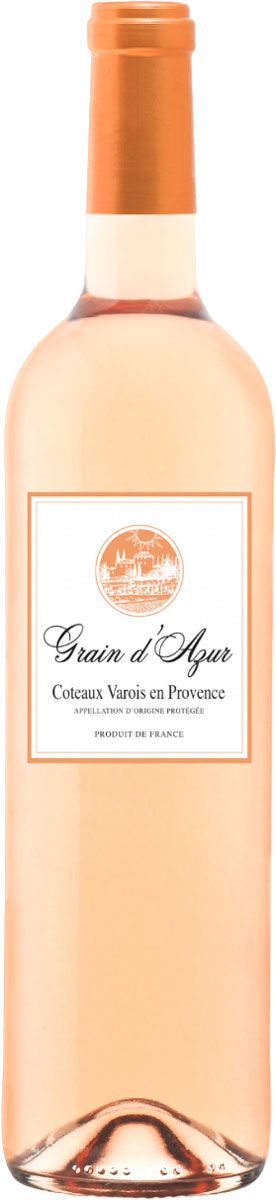 Grain d'Azur
Coteaux Varois en Provence
APPELLATION D'ORIGINE PROTÉGÉE
PRODUIT DE FRANCE